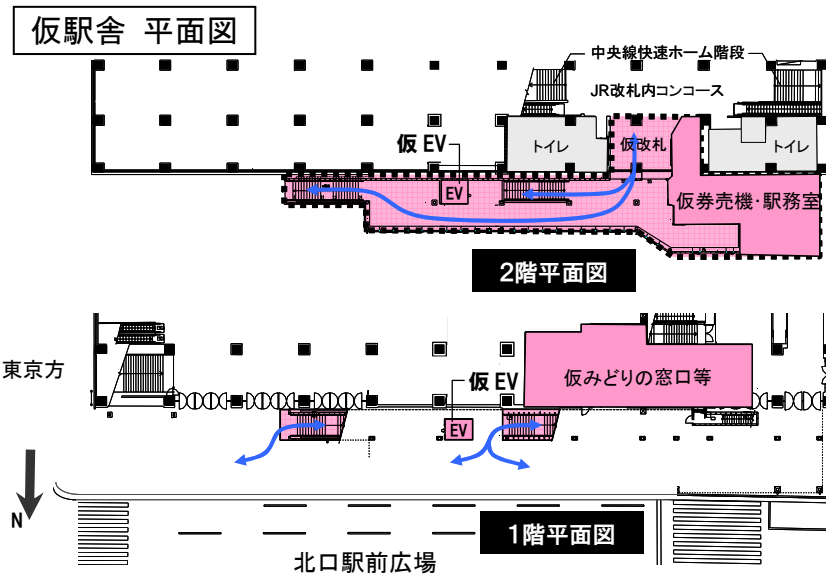 仮駅舎 平面図
中央線快速ホーム階段
JR改札内コンコース
仮 EV
トイレ
仮改札
トイレ
EV
仮券売機・駅務室
2階平面図
東京方
仮 EV
仮みどりの窓口等
EV
N
1階平面図
北口駅前広場